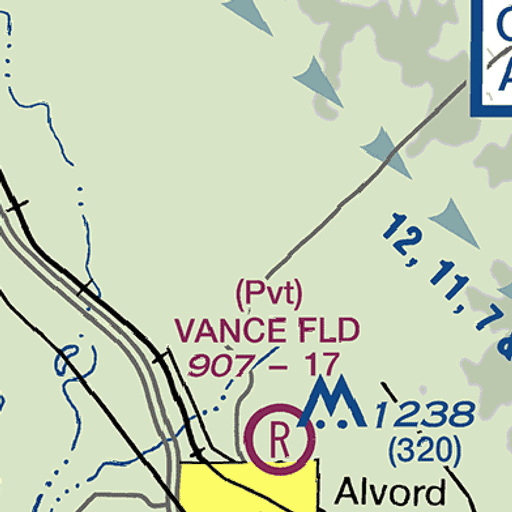 12, 11, 7 &
(Pvt)
VANCE FLD
907 – 17
R
1238
(320)
Alvord